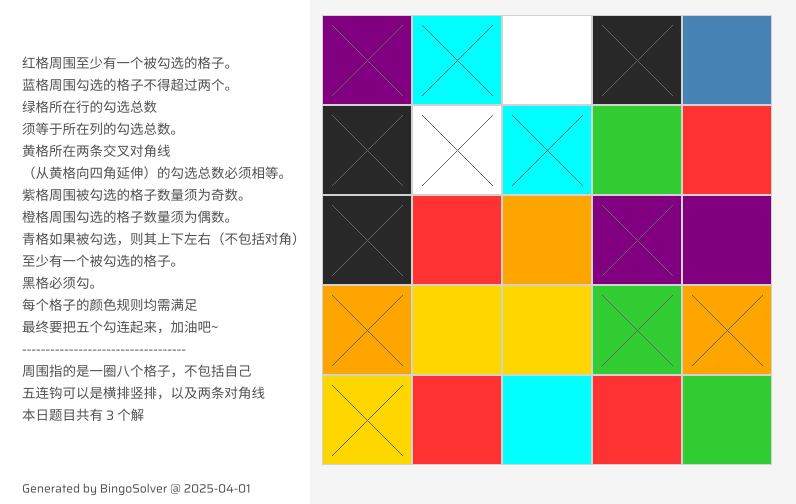 红格周围至少有一个被勾选的格子。
蓝格周围勾选的格子不得超过两个。
绿格所在行的勾选总数
须等于所在列的勾选总数。
黄格所在两条交叉对角线
（从黄格向四角延伸）的勾选总数必须相等。
紫格周围被勾选的格子数量须为奇数。
橙格周围勾选的格子数量须为偶数。
青格如果被勾选，则其上下左右（不包括对角）
至少有一个被勾选的格子。
黑格必须勾。
每个格子的颜色规则均需满足
最终要把五个勾连起来，加油吧~
-----------------------------------
周围指的是一圈八个格子，不包括自己
五连钩可以是横排竖排，以及两条对角线
本日题目共有 3 个解
Generated by BingoSolver @ 2025-04-01